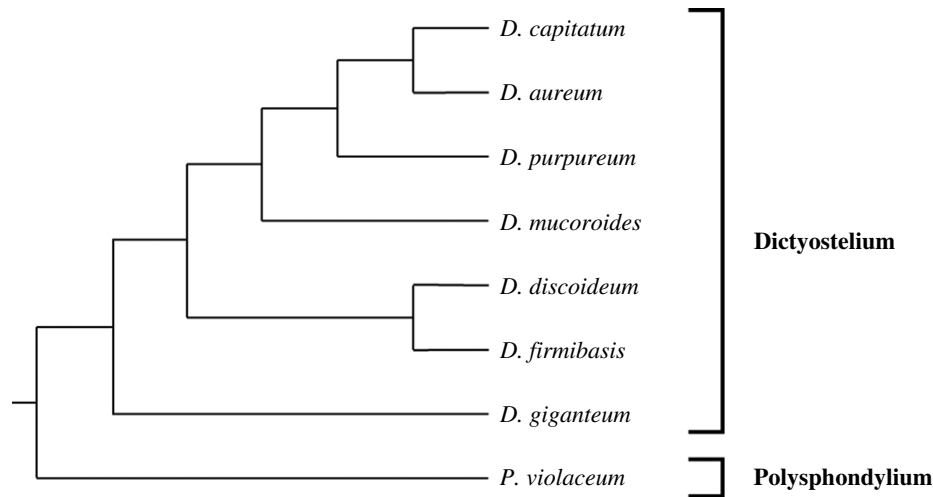 D. capitatum
D. aureum
D. purpureum
D. mucoroides
Dictyostelium
D. discoideum
D. firmibasis
D. giganteum
P. violaceum
Polysphondylium